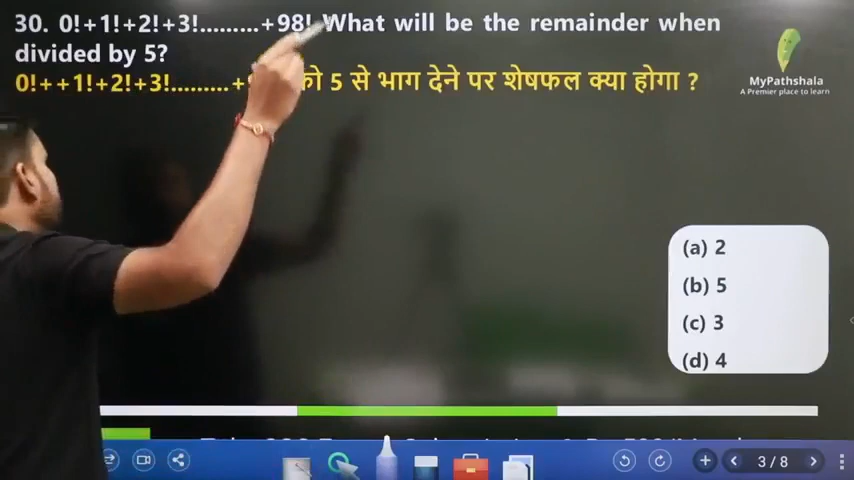 30. 0!+1!+2!+3!.........+98! What will be the remainder when
divided by 5?
0!++1!+2!+3!.........+ को 5 से भाग देने पर शेषफल क्या होगा ?
MyPathshala
A Premier place to learn
(a) 2
(b) 5
(c) 3
(d) 4
3/8